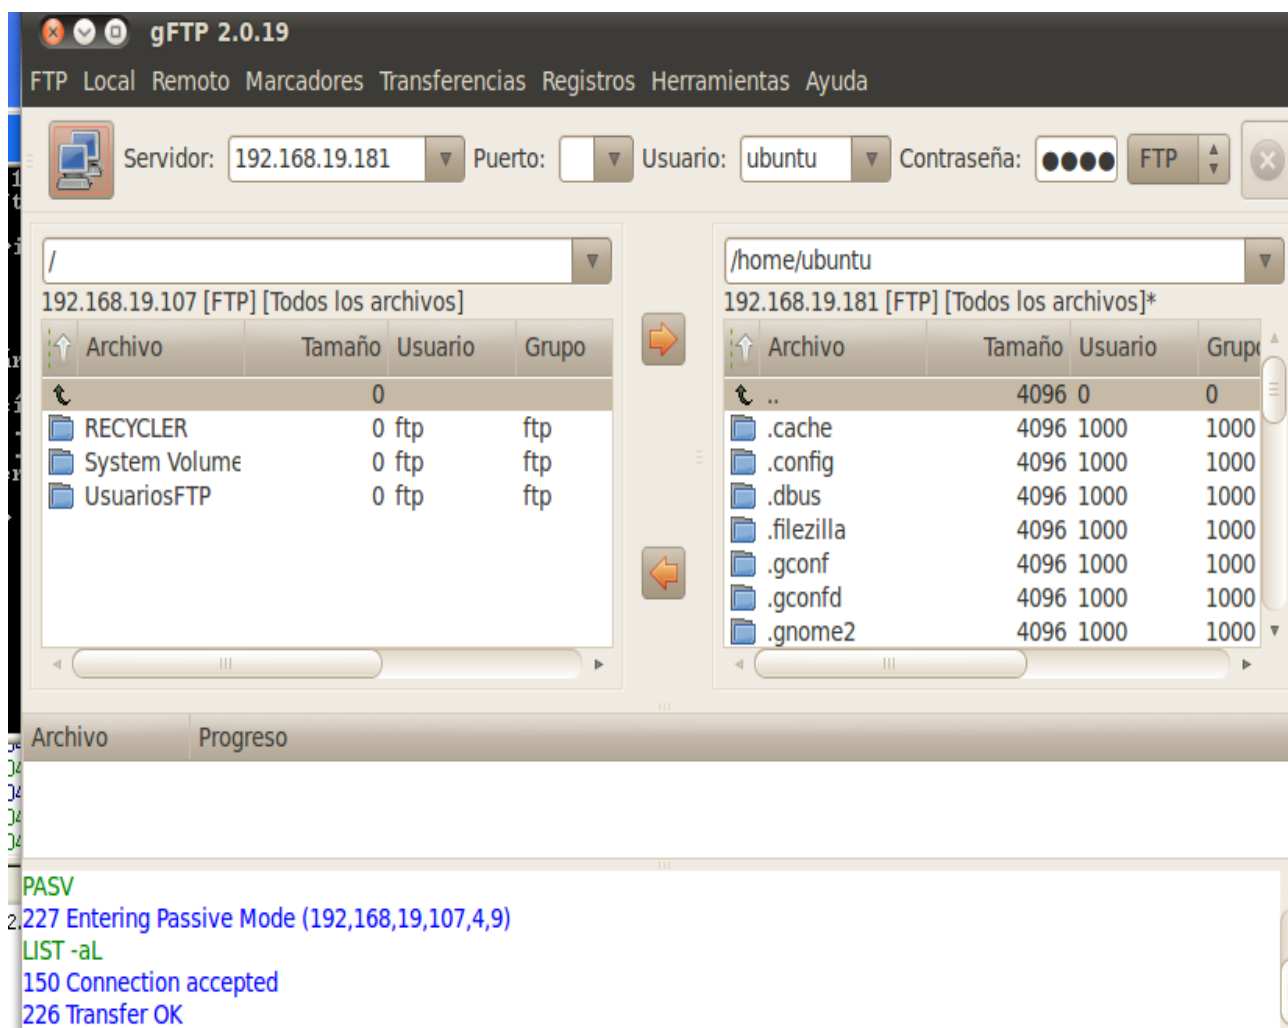 gFTP 2.0.19
FTP Local Remoto Marcadores Transferencias Registros Herramientas Ayuda
Servidor: 192.168.19.181 Puerto: Usuario: ubuntu Contraseña: ●●●● FTP
/
192.168.19.107 [FTP] [Todos los archivos]
Archivo Tamaño Usuario Grupo
0
RECYCLER 0 ftp ftp
System Volume 0 ftp ftp
UsuariosFTP 0 ftp ftp
/home/ubuntu
192.168.19.181 [FTP] [Todos los archivos]*
Archivo Tamaño Usuario Grupo
.. 4096 0 0
.cache 4096 1000 1000
.config 4096 1000 1000
.dbus 4096 1000 1000
.filezilla 4096 1000 1000
.gconf 4096 1000 1000
.gconfd 4096 1000 1000
.gnome2 4096 1000 1000
Archivo Progreso
PASV
227 Entering Passive Mode (192,168,19,107,4,9)
LIST -aL
150 Connection accepted
226 Transfer OK